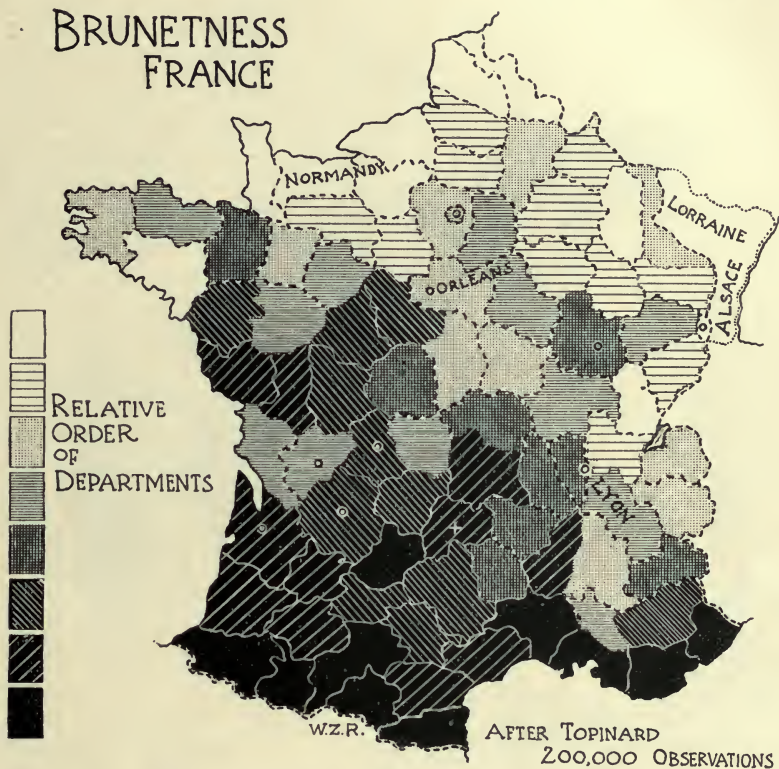 BRUNETNESS
FRANCE
NORMANDY
LORRAINE
ALSACE
ORLEANS
RELATIVE
ORDER
OF
DEPARTMENTS
LYON
W.Z.R.
AFTER TOPINARD
200,000 OBSERVATIONS